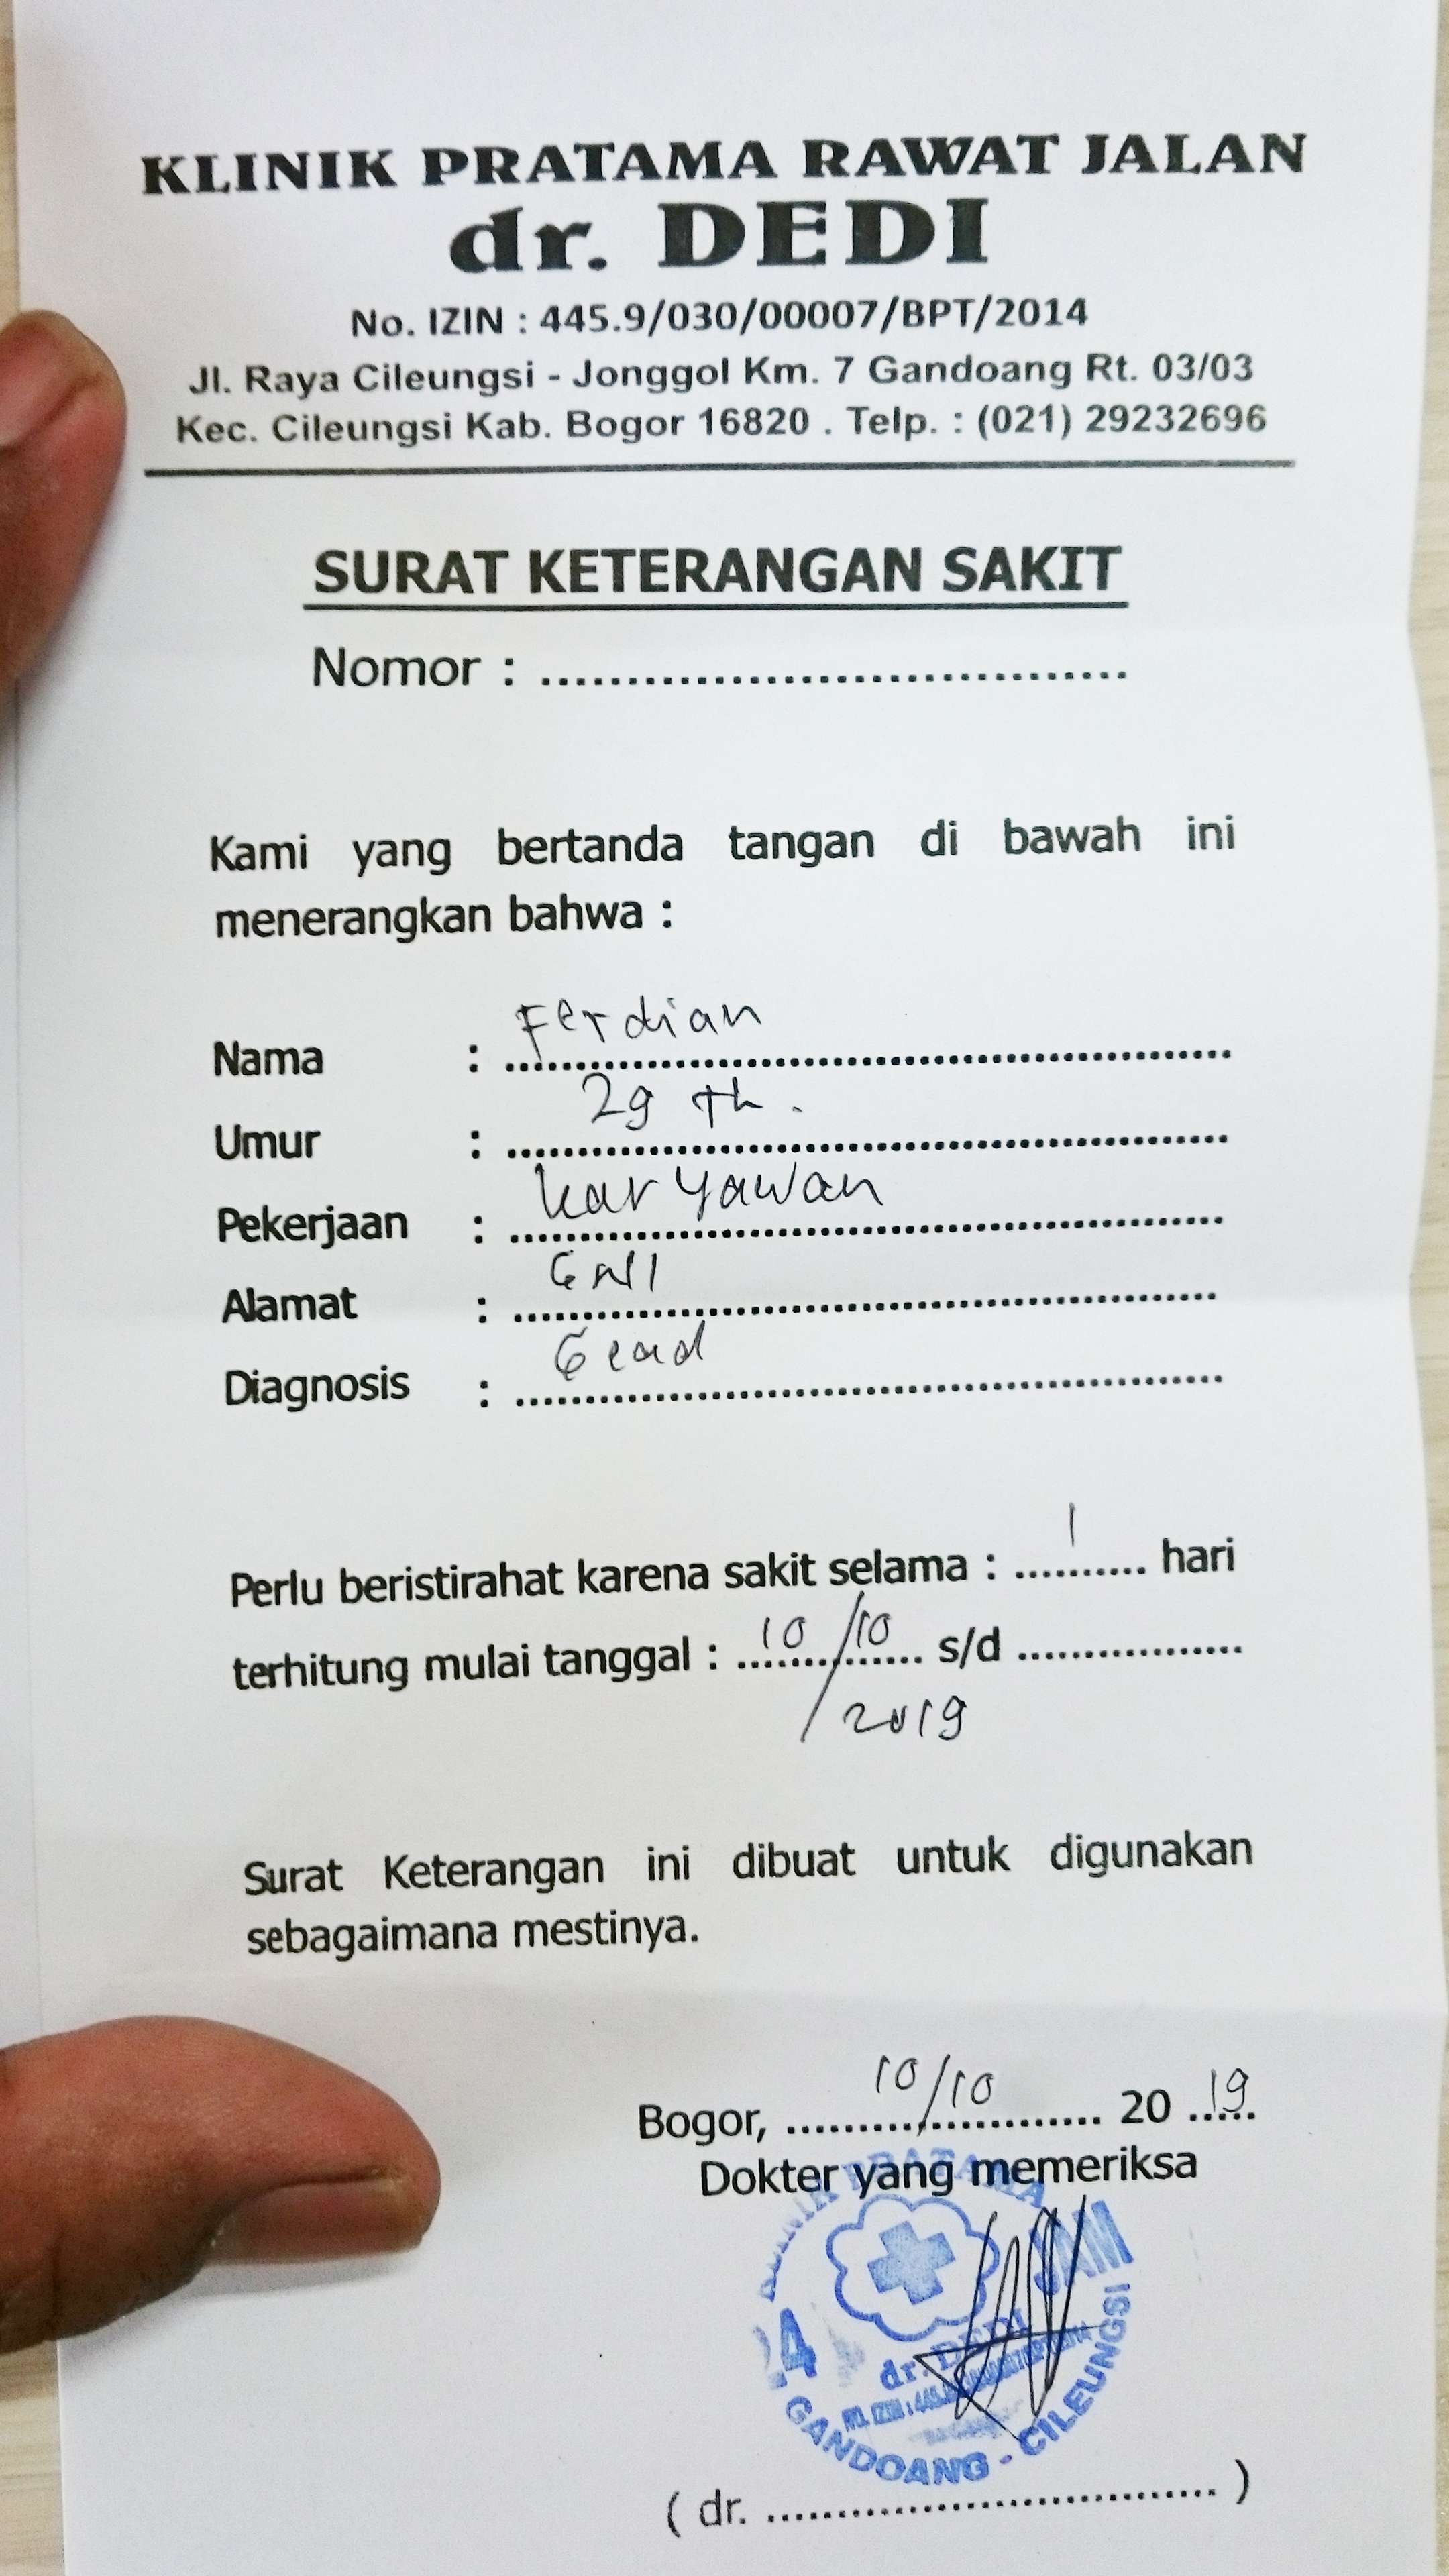 KLINIK PRATAMA RAWAT JALAN
dr. DEDI
No. IZIN : 445.9/030/00007/BPT/2014
Jl. Raya Cileungsi - Jonggol Km. 7 Gandoang Rt. 03/03
Kec. Cileungsi Kab. Bogor 16820 . Telp. : (021) 29232696
SURAT KETERANGAN SAKIT
Nomor : ..................................
Kami yang bertanda tangan di bawah ini
menerangkan bahwa :
Nama : Ferdian
Umur : 29 th.
Pekerjaan : karyawan
Alamat : GNI
Diagnosis :
Perlu beristirahat karena sakit selama : 1 hari
terhitung mulai tanggal : 10/10 s/d .................
/2019
Surat Keterangan ini dibuat untuk digunakan
sebagaimana mestinya.
Bogor, 10/10 20 19
Dokter yang memeriksa
KLINIK PRATAMA
24 JAM
dr. DEDI
NO. IZIN :
GANDOANG - CILEUNGSI
( dr. ................................ )